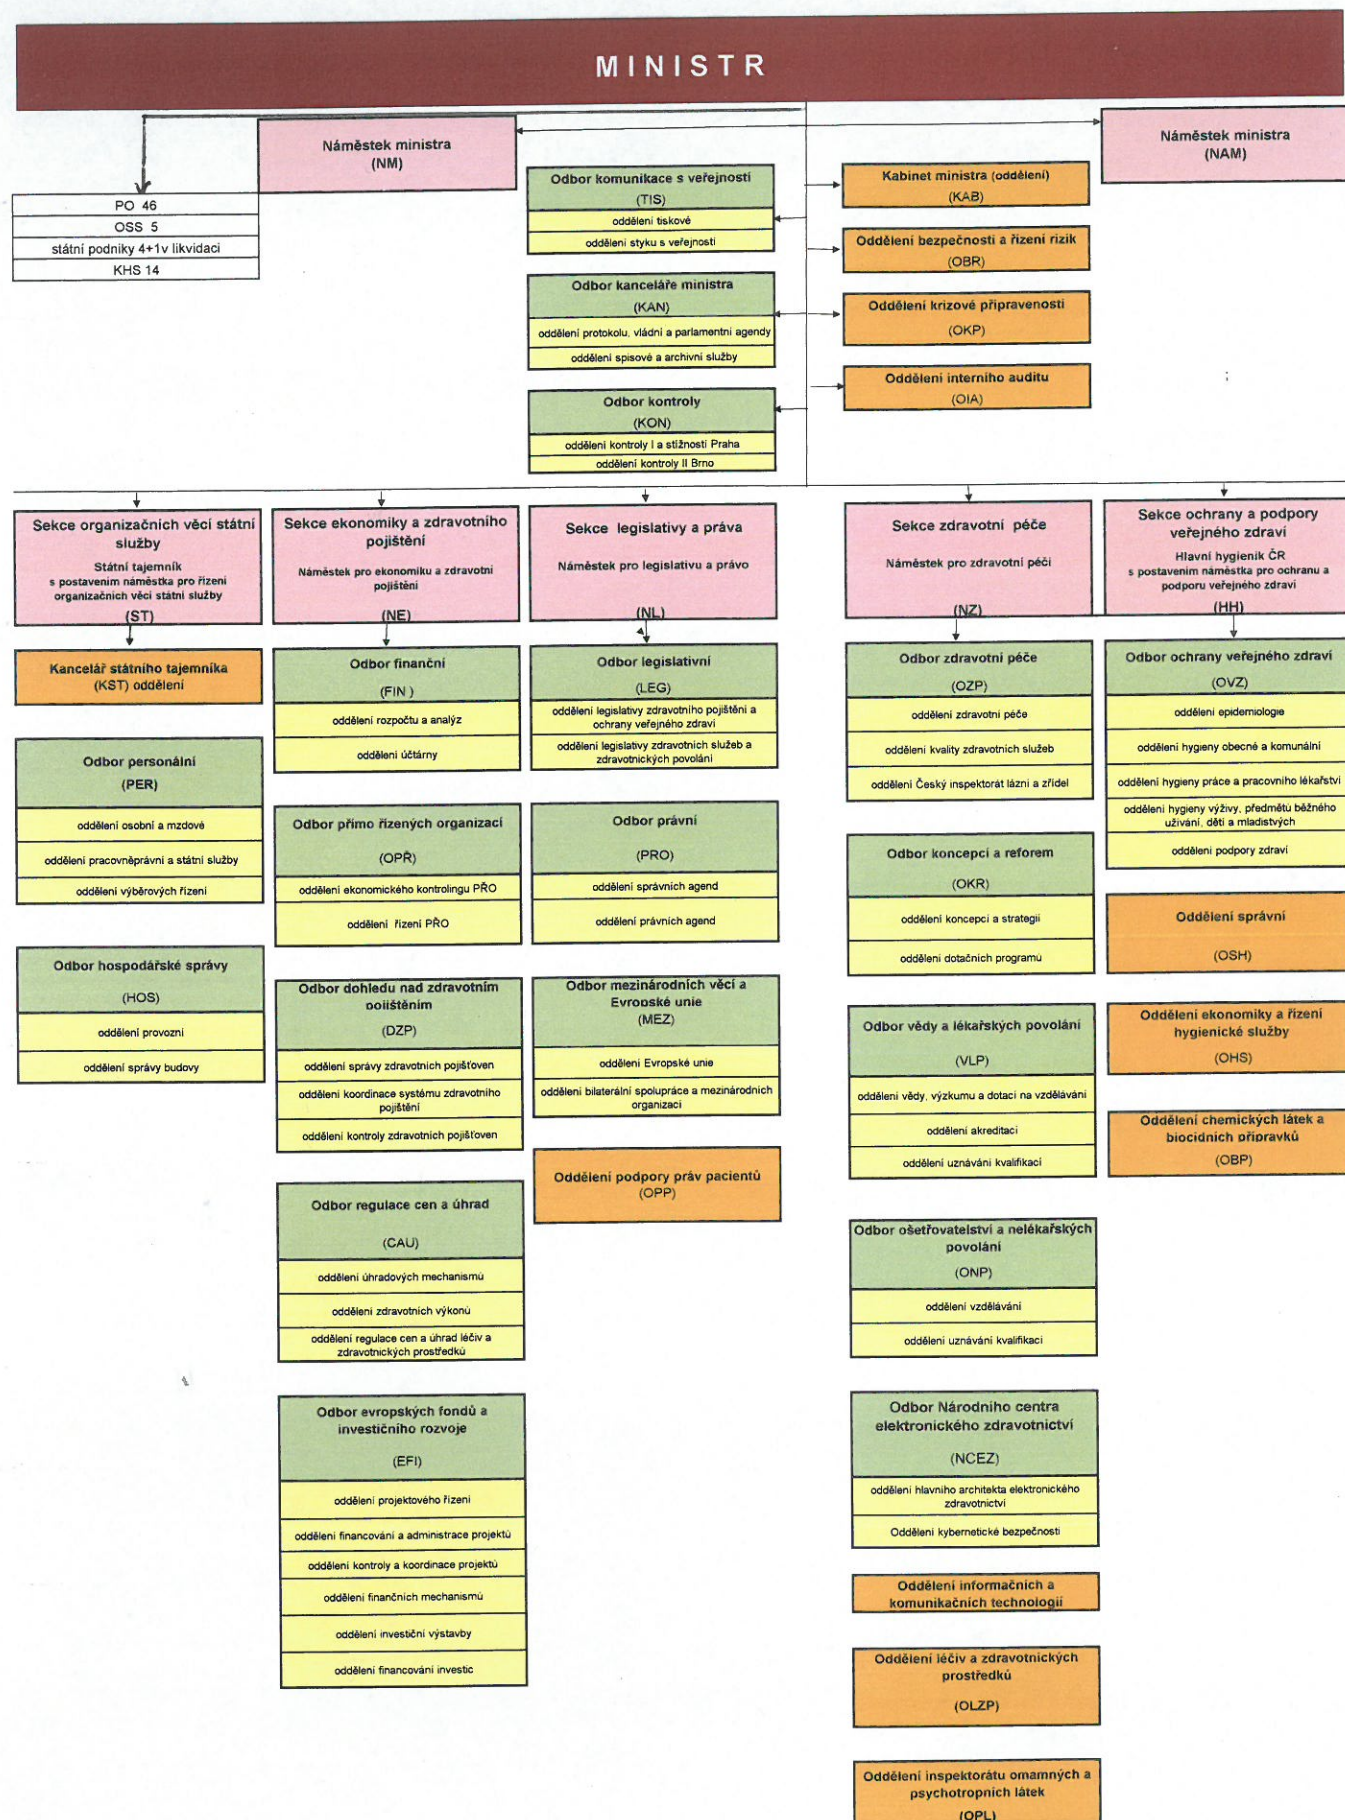 MINISTR
Náměstek ministra
(NM)
Náměstek ministra
(NAM)
PO 46
OSS 5
státní podniky 4+1v likvidaci
KHS 14
Odbor komunikace s veřejností
(TIS)
oddělení tiskové
oddělení styku s veřejností
Odbor kanceláře ministra
(KAN)
oddělení protokolu, vládní a parlamentní agendy
oddělení spisové a archivní služby
Odbor kontroly
(KON)
oddělení kontroly I a stížností Praha
oddělení kontroly II Brno
Kabinet ministra (oddělení)
(KAB)
Oddělení bezpečnosti a řízení rizik
(OBR)
Oddělení krizové připravenosti
(OKP)
Oddělení interního auditu
(OIA)
Sekce organizačních věcí státní
služby
Státní tajemník
s postavením náměstka pro řízení
organizačních věcí státní služby
(ST)
Kancelář státního tajemníka
(KST) oddělení
Odbor personální
(PER)
oddělení osobní a mzdové
oddělení pracovněprávní a státní služby
oddělení výběrových řízení
Odbor hospodářské správy
(HOS)
oddělení provozní
oddělení správy budovy
Sekce ekonomiky a zdravotního
pojištění
Náměstek pro ekonomiku a zdravotní
pojištění
(NE)
Odbor finanční
(FIN )
oddělení rozpočtu a analýz
oddělení účtárny
Odbor přímo řízených organizací
(OPŘ)
oddělení ekonomického kontrolingu PŘO
oddělení řízení PŘO
Odbor dohledu nad zdravotním
pojištěním
(DZP)
oddělení správy zdravotních pojišťoven
oddělení koordinace systému zdravotního
pojištění
oddělení kontroly zdravotních pojišťoven
Odbor regulace cen a úhrad
(CAU)
oddělení úhradových mechanismů
oddělení zdravotních výkonů
oddělení regulace cen a úhrad léčiv a
zdravotnických prostředků
Odbor evropských fondů a
investičního rozvoje
(EFI)
oddělení projektového řízení
oddělení financování a administrace projektů
oddělení kontroly a koordinace projektů
oddělení finančních mechanismů
oddělení investiční výstavby
oddělení financování investic
Sekce legislativy a práva
Náměstek pro legislativu a právo
(NL)
Odbor legislativní
(LEG)
oddělení legislativy zdravotního pojištění a
ochrany veřejného zdraví
oddělení legislativy zdravotních služeb a
zdravotnických povolání
Odbor právní
(PRO)
oddělení správních agend
oddělení právních agend
Odbor mezinárodních věcí a
Evropské unie
(MEZ)
oddělení Evropské unie
oddělení bilaterální spolupráce a mezinárodních
organizací
Oddělení podpory práv pacientů
(OPP)
Sekce zdravotní péče
Náměstek pro zdravotní péči
(NZ)
Odbor zdravotní péče
(OZP)
oddělení zdravotní péče
oddělení kvality zdravotních služeb
oddělení Český inspektorát lázní a zřídel
Odbor koncepcí a reforem
(OKR)
oddělení koncepcí a strategií
oddělení dotačních programů
Odbor vědy a lékařských povolání
(VLP)
oddělení vědy, výzkumu a dotací na vzdělávání
oddělení akreditací
oddělení uznávání kvalifikací
Odbor ošetřovatelství a nelékařských
povolání
(ONP)
oddělení vzdělávání
oddělení uznávání kvalifikací
Odbor Národního centra
elektronického zdravotnictví
(NCEZ)
oddělení hlavního architekta elektronického
zdravotnictví
Oddělení kybernetické bezpečnosti
Oddělení informačních a
komunikačních technologií
Oddělení léčiv a zdravotnických
prostředků
(OLZP)
Oddělení inspektorátu omamných a
psychotropních látek
(OPL)
Sekce ochrany a podpory
veřejného zdraví
Hlavní hygienik ČR
s postavením náměstka pro ochranu a
podporu veřejného zdraví
(HH)
Odbor ochrany veřejného zdraví
(OVZ)
oddělení epidemiologie
oddělení hygieny obecné a komunální
oddělení hygieny práce a pracovního lékařství
oddělení hygieny výživy, předmětů běžného
užívání, dětí a mladistvých
oddělení podpory zdraví
Oddělení správní
(OSH)
Oddělení ekonomiky a řízení
hygienické služby
(OHS)
Oddělení chemických látek a
biocidních přípravků
(OBP)